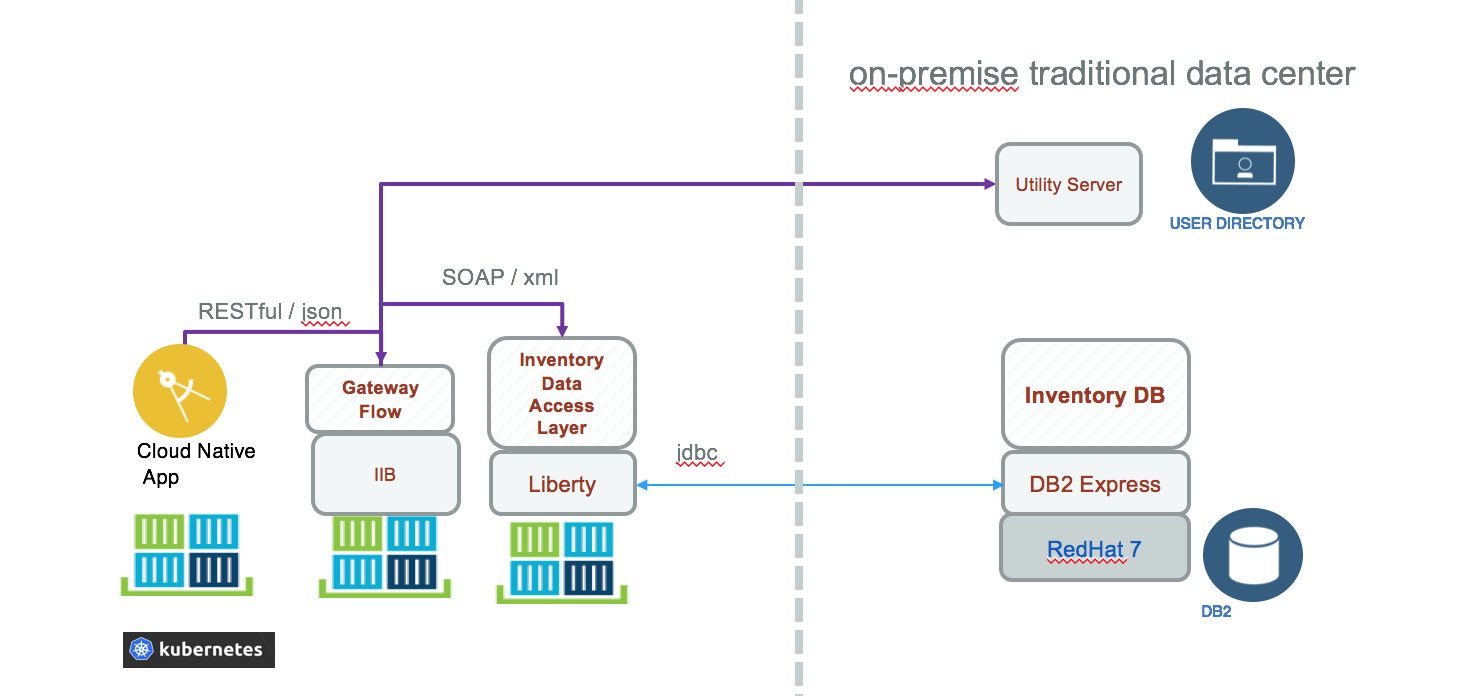 on-premise traditional data center
Utility Server
USER DIRECTORY
SOAP / xml
RESTful / json
Cloud Native
App
Gateway
Flow
IIB
Inventory
Data
Access
Layer
Liberty
jdbc
Inventory DB
DB2 Express
RedHat 7
DB2
kubernetes